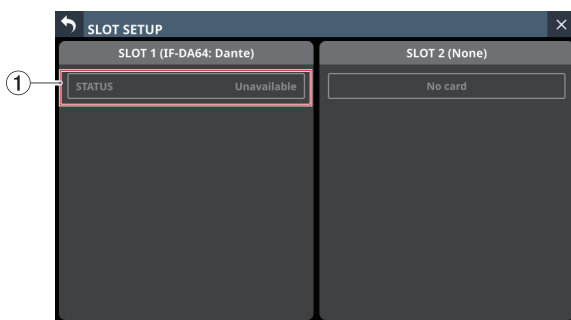 SLOT SETUP
SLOT 1 (IF-DA64: Dante)
SLOT 2 (None)
1
STATUS Unavailable
No card